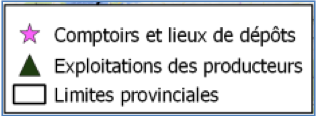 Comptoirs et lieux de dépôts
Exploitations des producteurs
Limites provinciales